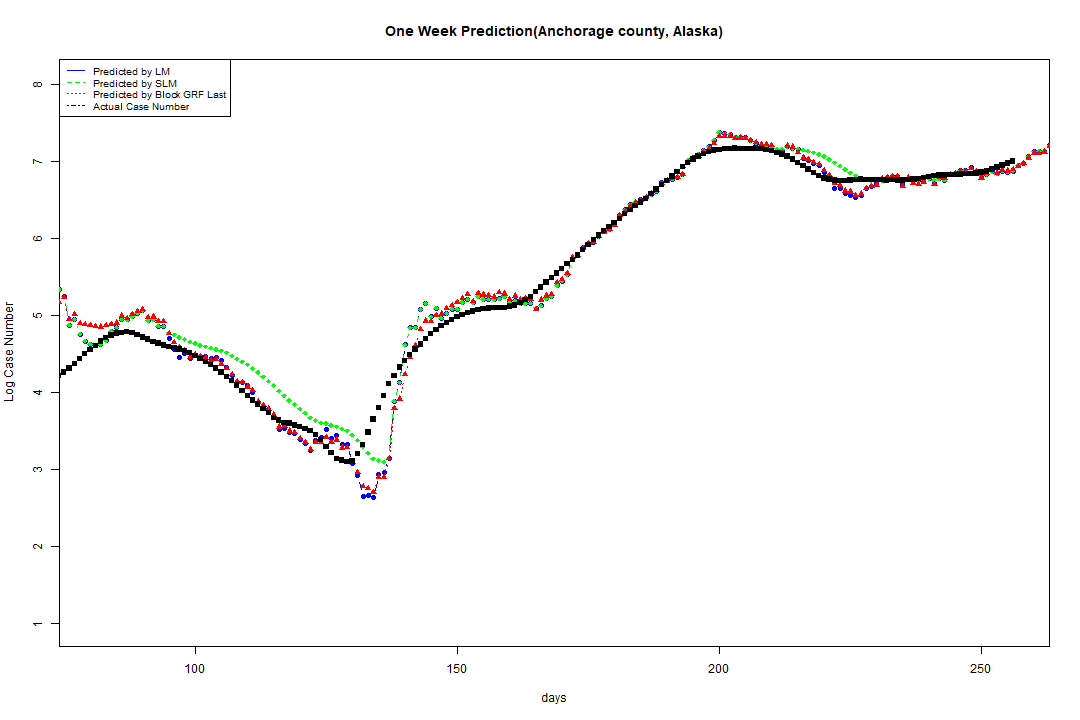 One Week Prediction(Anchorage county, Alaska)
Predicted by LM
Predicted by SLM
Predicted by Block GRF Last
Actual Case Number
8
7
6
5
4
3
2
1
Log Case Number
100 150 200 250
days